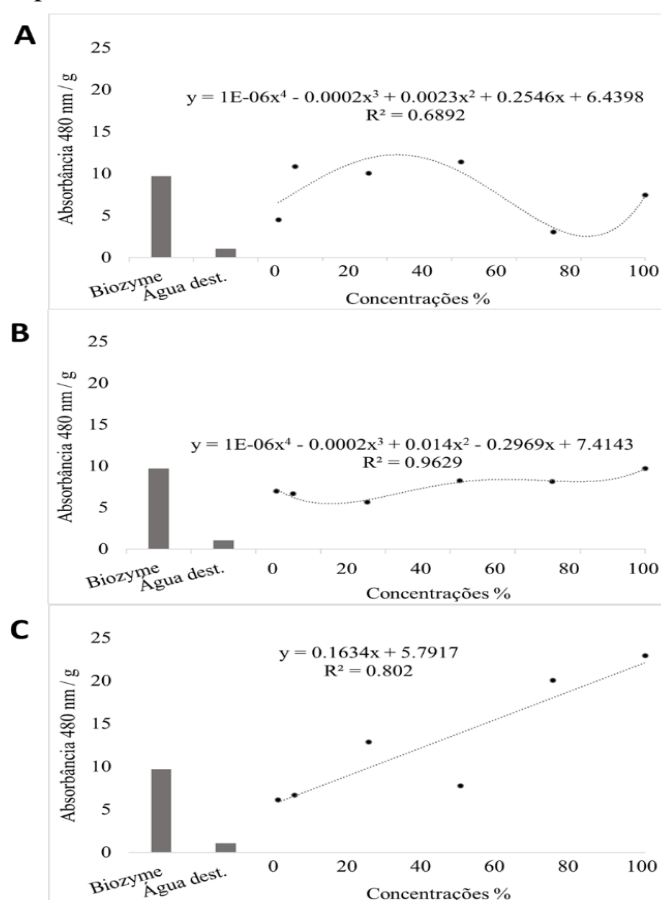 A
Absorbância 480 nm / g
25
20
15
10
5
0
y = 1E-06x⁴ - 0.0002x³ + 0.0023x² + 0.2546x + 6.4398
R² = 0.6892
Biozyme
Água dest.
0 20 40 60 80 100
Concentrações %
B
Absorbância 480 nm / g
25
20
15
10
5
0
y = 1E-06x⁴ - 0.0002x³ + 0.014x² - 0.2969x + 7.4143
R² = 0.9629
Biozyme
Água dest.
0 20 40 60 80 100
Concentrações %
C
Absorbância 480 nm / g
25
20
15
10
5
0
y = 0.1634x + 5.7917
R² = 0.802
Biozyme
Água dest.
0 20 40 60 80 100
Concentrações %